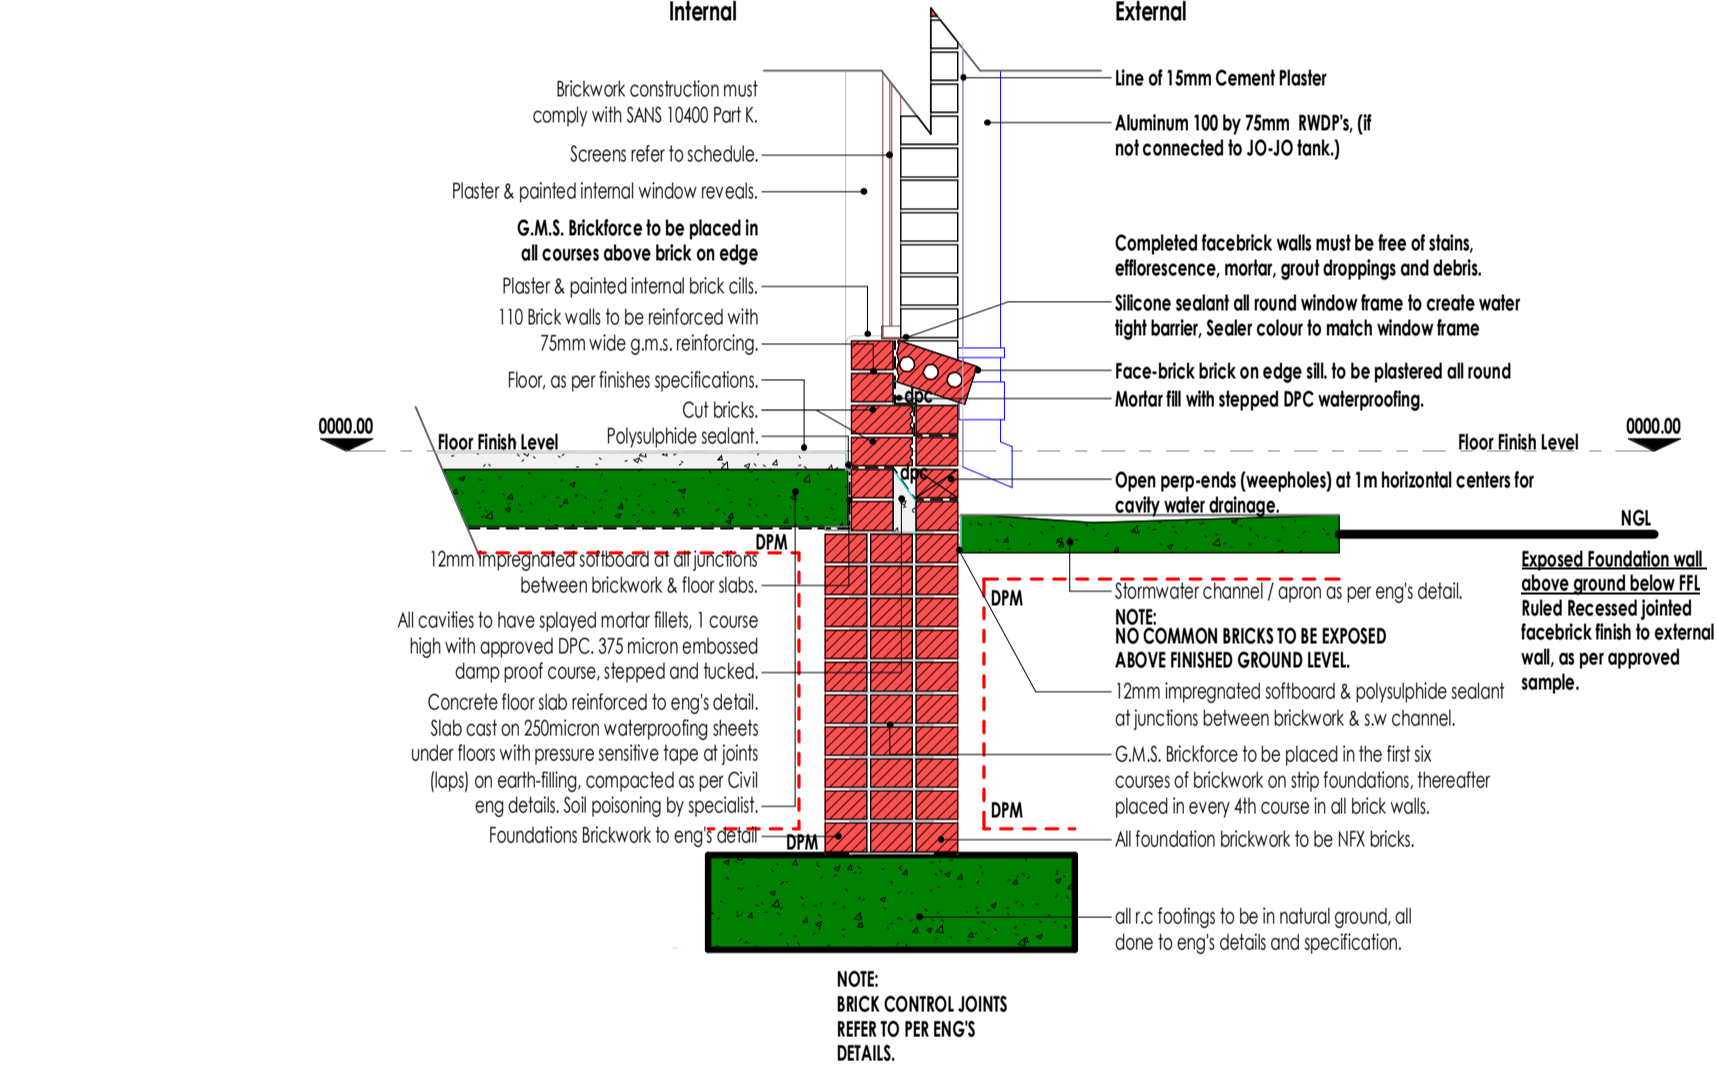 Internal
External
Brickwork construction must
comply with SANS 10400 Part K.
Screens refer to schedule.
Plaster & painted internal window reveals.
G.M.S. Brickforce to be placed in
all courses above brick on edge
Plaster & painted internal brick cills.
110 Brick walls to be reinforced with
75mm wide g.m.s. reinforcing.
Floor, as per finishes specifications.
Cut bricks.
Polysulphide sealant.
0000.00
Floor Finish Level
DPM
12mm impregnated softboard at all junctions
between brickwork & floor slabs.
All cavities to have splayed mortar fillets, 1 course
high with approved DPC. 375 micron embossed
damp proof course, stepped and tucked.
Concrete floor slab reinforced to eng's detail.
Slab cast on 250micron waterproofing sheets
under floors with pressure sensitive tape at joints
(laps) on earth-filling, compacted as per Civil
eng details. Soil poisoning by specialist.
Foundations Brickwork to eng's detail
DPM
dpc
dpc
Line of 15mm Cement Plaster
Aluminum 100 by 75mm RWDP's, (if
not connected to JO-JO tank.)
Completed facebrick walls must be free of stains,
efflorescence, mortar, grout droppings and debris.
Silicone sealant all round window frame to create water
tight barrier, Sealer colour to match window frame
Face-brick brick on edge sill. to be plastered all round
Mortar fill with stepped DPC waterproofing.
0000.00
Floor Finish Level
Open perp-ends (weepholes) at 1m horizontal centers for
cavity water drainage.
NGL
Exposed Foundation wall
above ground below FFL
Ruled Recessed jointed
facebrick finish to external
wall, as per approved
sample.
DPM
Stormwater channel / apron as per eng's detail.
NOTE:
NO COMMON BRICKS TO BE EXPOSED
ABOVE FINISHED GROUND LEVEL.
12mm impregnated softboard & polysulphide sealant
at junctions between brickwork & s.w channel.
G.M.S. Brickforce to be placed in the first six
courses of brickwork on strip foundations, thereafter
placed in every 4th course in all brick walls.
DPM
All foundation brickwork to be NFX bricks.
all r.c footings to be in natural ground, all
done to eng's details and specification.
NOTE:
BRICK CONTROL JOINTS
REFER TO PER ENG'S
DETAILS.